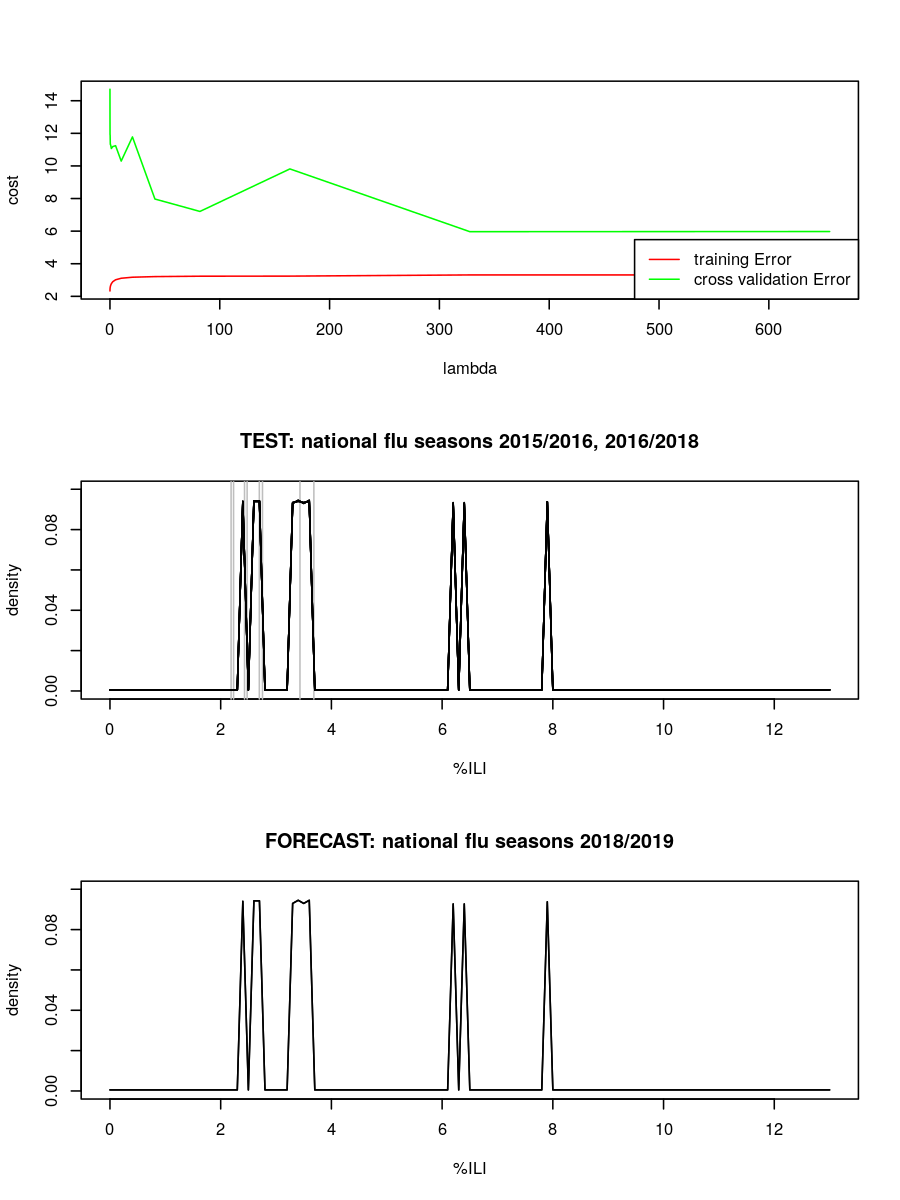 14
12
10
8
6
4
2
cost
training Error
cross validation Error
0 100 200 300 400 500 600
lambda
TEST: national flu seasons 2015/2016, 2016/2018
0.08
0.04
0.00
density
0 2 4 6 8 10 12
%ILI
FORECAST: national flu seasons 2018/2019
0.08
0.04
0.00
density
0 2 4 6 8 10 12
%ILI